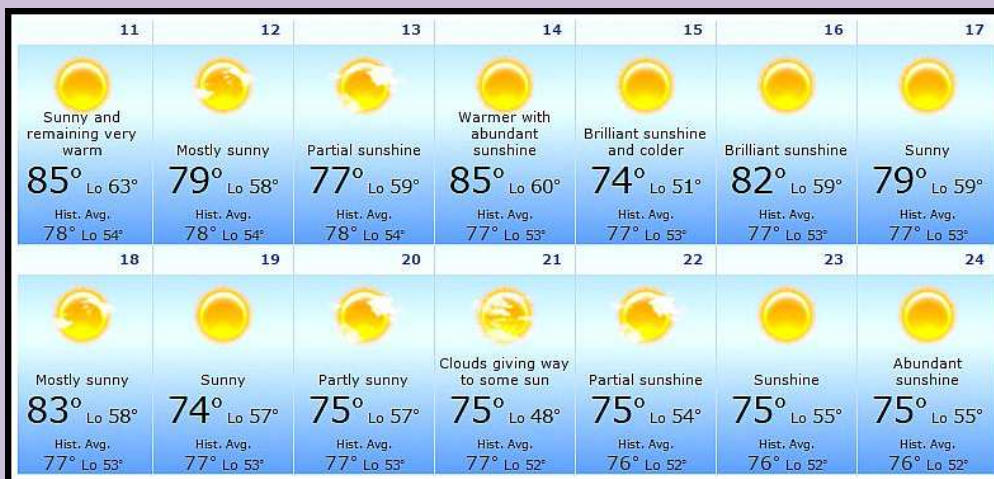 11 12 13 14 15 16 17
Sunny and
remaining very
warm
Mostly sunny
Partial sunshine
Warmer with
abundant
sunshine
Brilliant sunshine
and colder
Brilliant sunshine
Sunny
85° Lo 63° 79° Lo 58° 77° Lo 59° 85° Lo 60° 74° Lo 51° 82° Lo 59° 79° Lo 59°
Hist. Avg. Hist. Avg. Hist. Avg. Hist. Avg. Hist. Avg. Hist. Avg. Hist. Avg.
78° Lo 54° 78° Lo 54° 78° Lo 54° 77° Lo 53° 77° Lo 53° 77° Lo 53° 77° Lo 53°
18 19 20 21 22 23 24
Mostly sunny
Sunny
Partly sunny
Clouds giving way
to some sun
Partial sunshine
Sunshine
Abundant
sunshine
83° Lo 58° 74° Lo 57° 75° Lo 57° 75° Lo 48° 75° Lo 54° 75° Lo 55° 75° Lo 55°
Hist. Avg. Hist. Avg. Hist. Avg. Hist. Avg. Hist. Avg. Hist. Avg. Hist. Avg.
77° Lo 53° 77° Lo 53° 77° Lo 53° 77° Lo 52° 76° Lo 52° 76° Lo 52° 76° Lo 52°